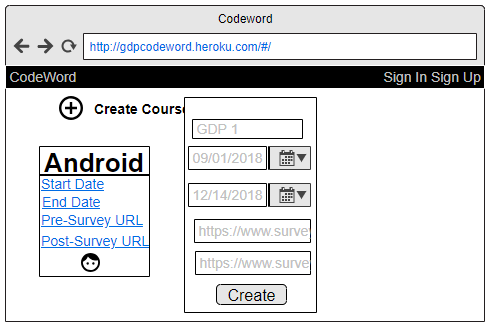 Codeword
http://gdpcodeword.heroku.com/#/
CodeWord
Sign In Sign Up
Create Cours
Android
Start Date
End Date
Pre-Survey URL
Post-Survey URL
GDP 1
09/01/2018
12/14/2018
https://www.surve
https://www.surve
Create